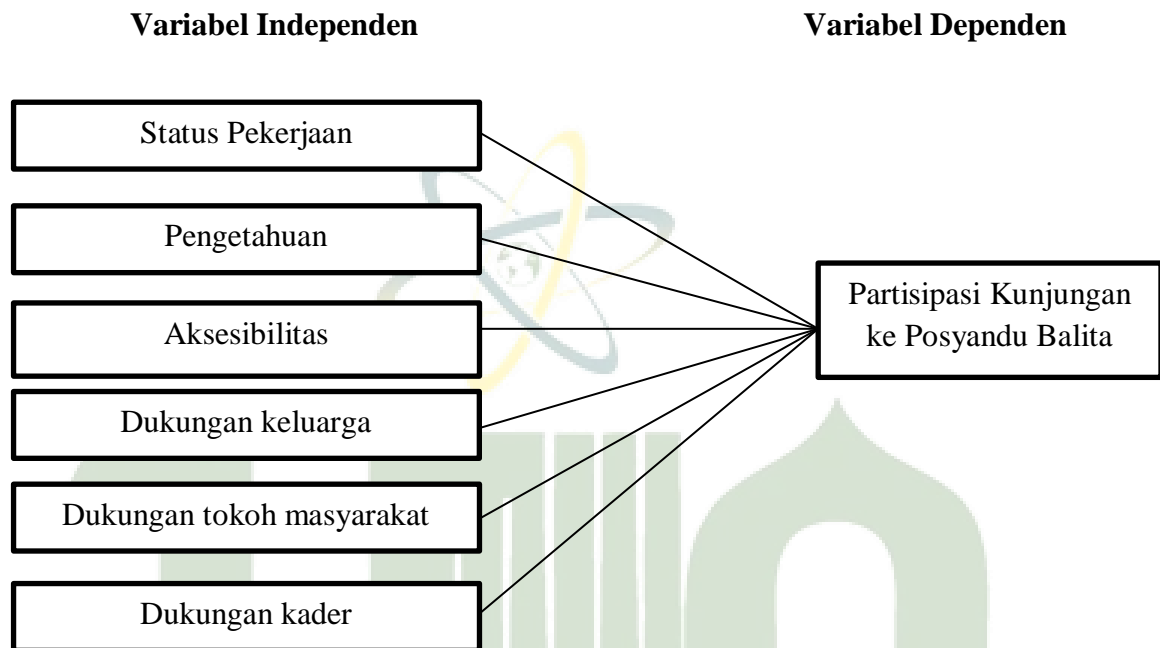 Variabel Independen
Variabel Dependen
Status Pekerjaan
Pengetahuan
Aksesibilitas
Dukungan keluarga
Dukungan tokoh masyarakat
Dukungan kader
Partisipasi Kunjungan
ke Posyandu Balita